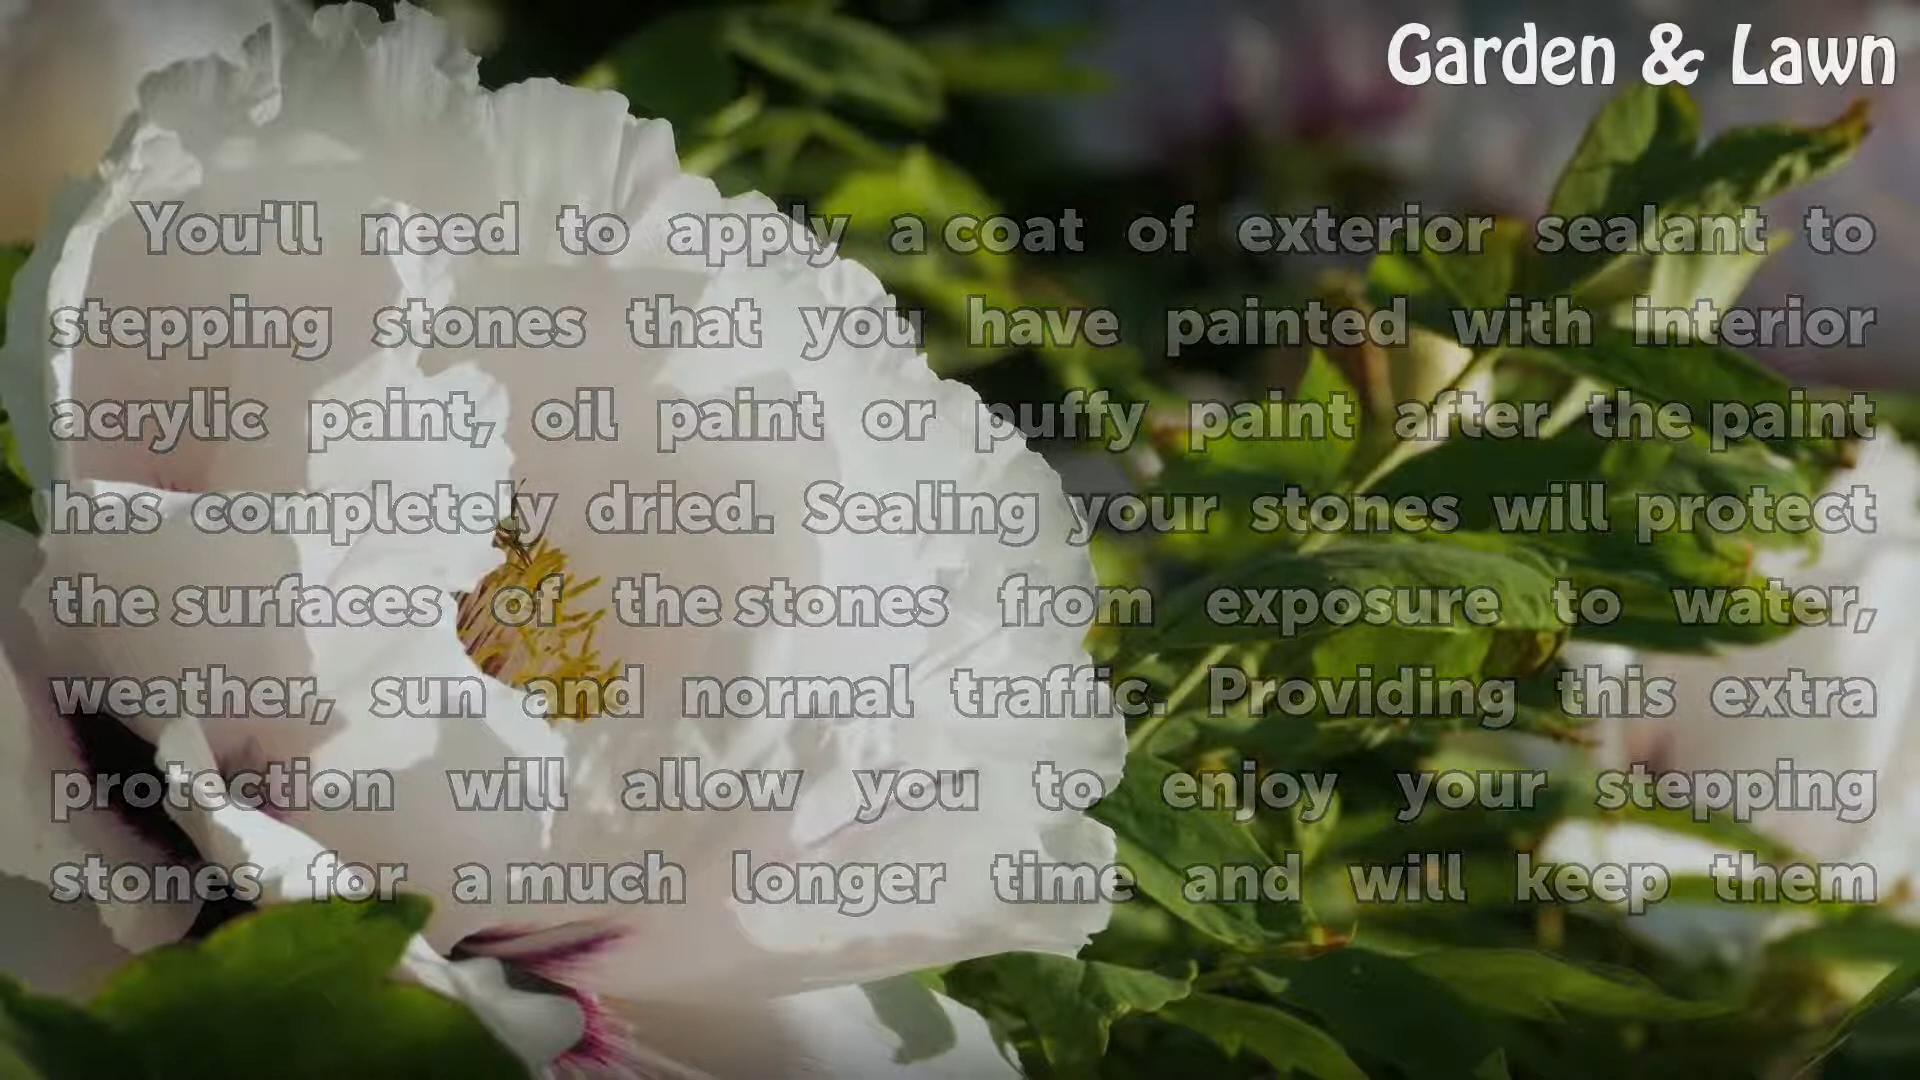 Garden & Lawn
You'll need to apply a coat of exterior sealant to
stepping stones that you have painted with interior
acrylic paint, oil paint or puffy paint after the paint
has completely dried. Sealing your stones will protect
the surfaces of the stones from exposure to water,
weather, sun and normal traffic. Providing this extra
protection will allow you to enjoy your stepping
stones for a much longer time and will keep them